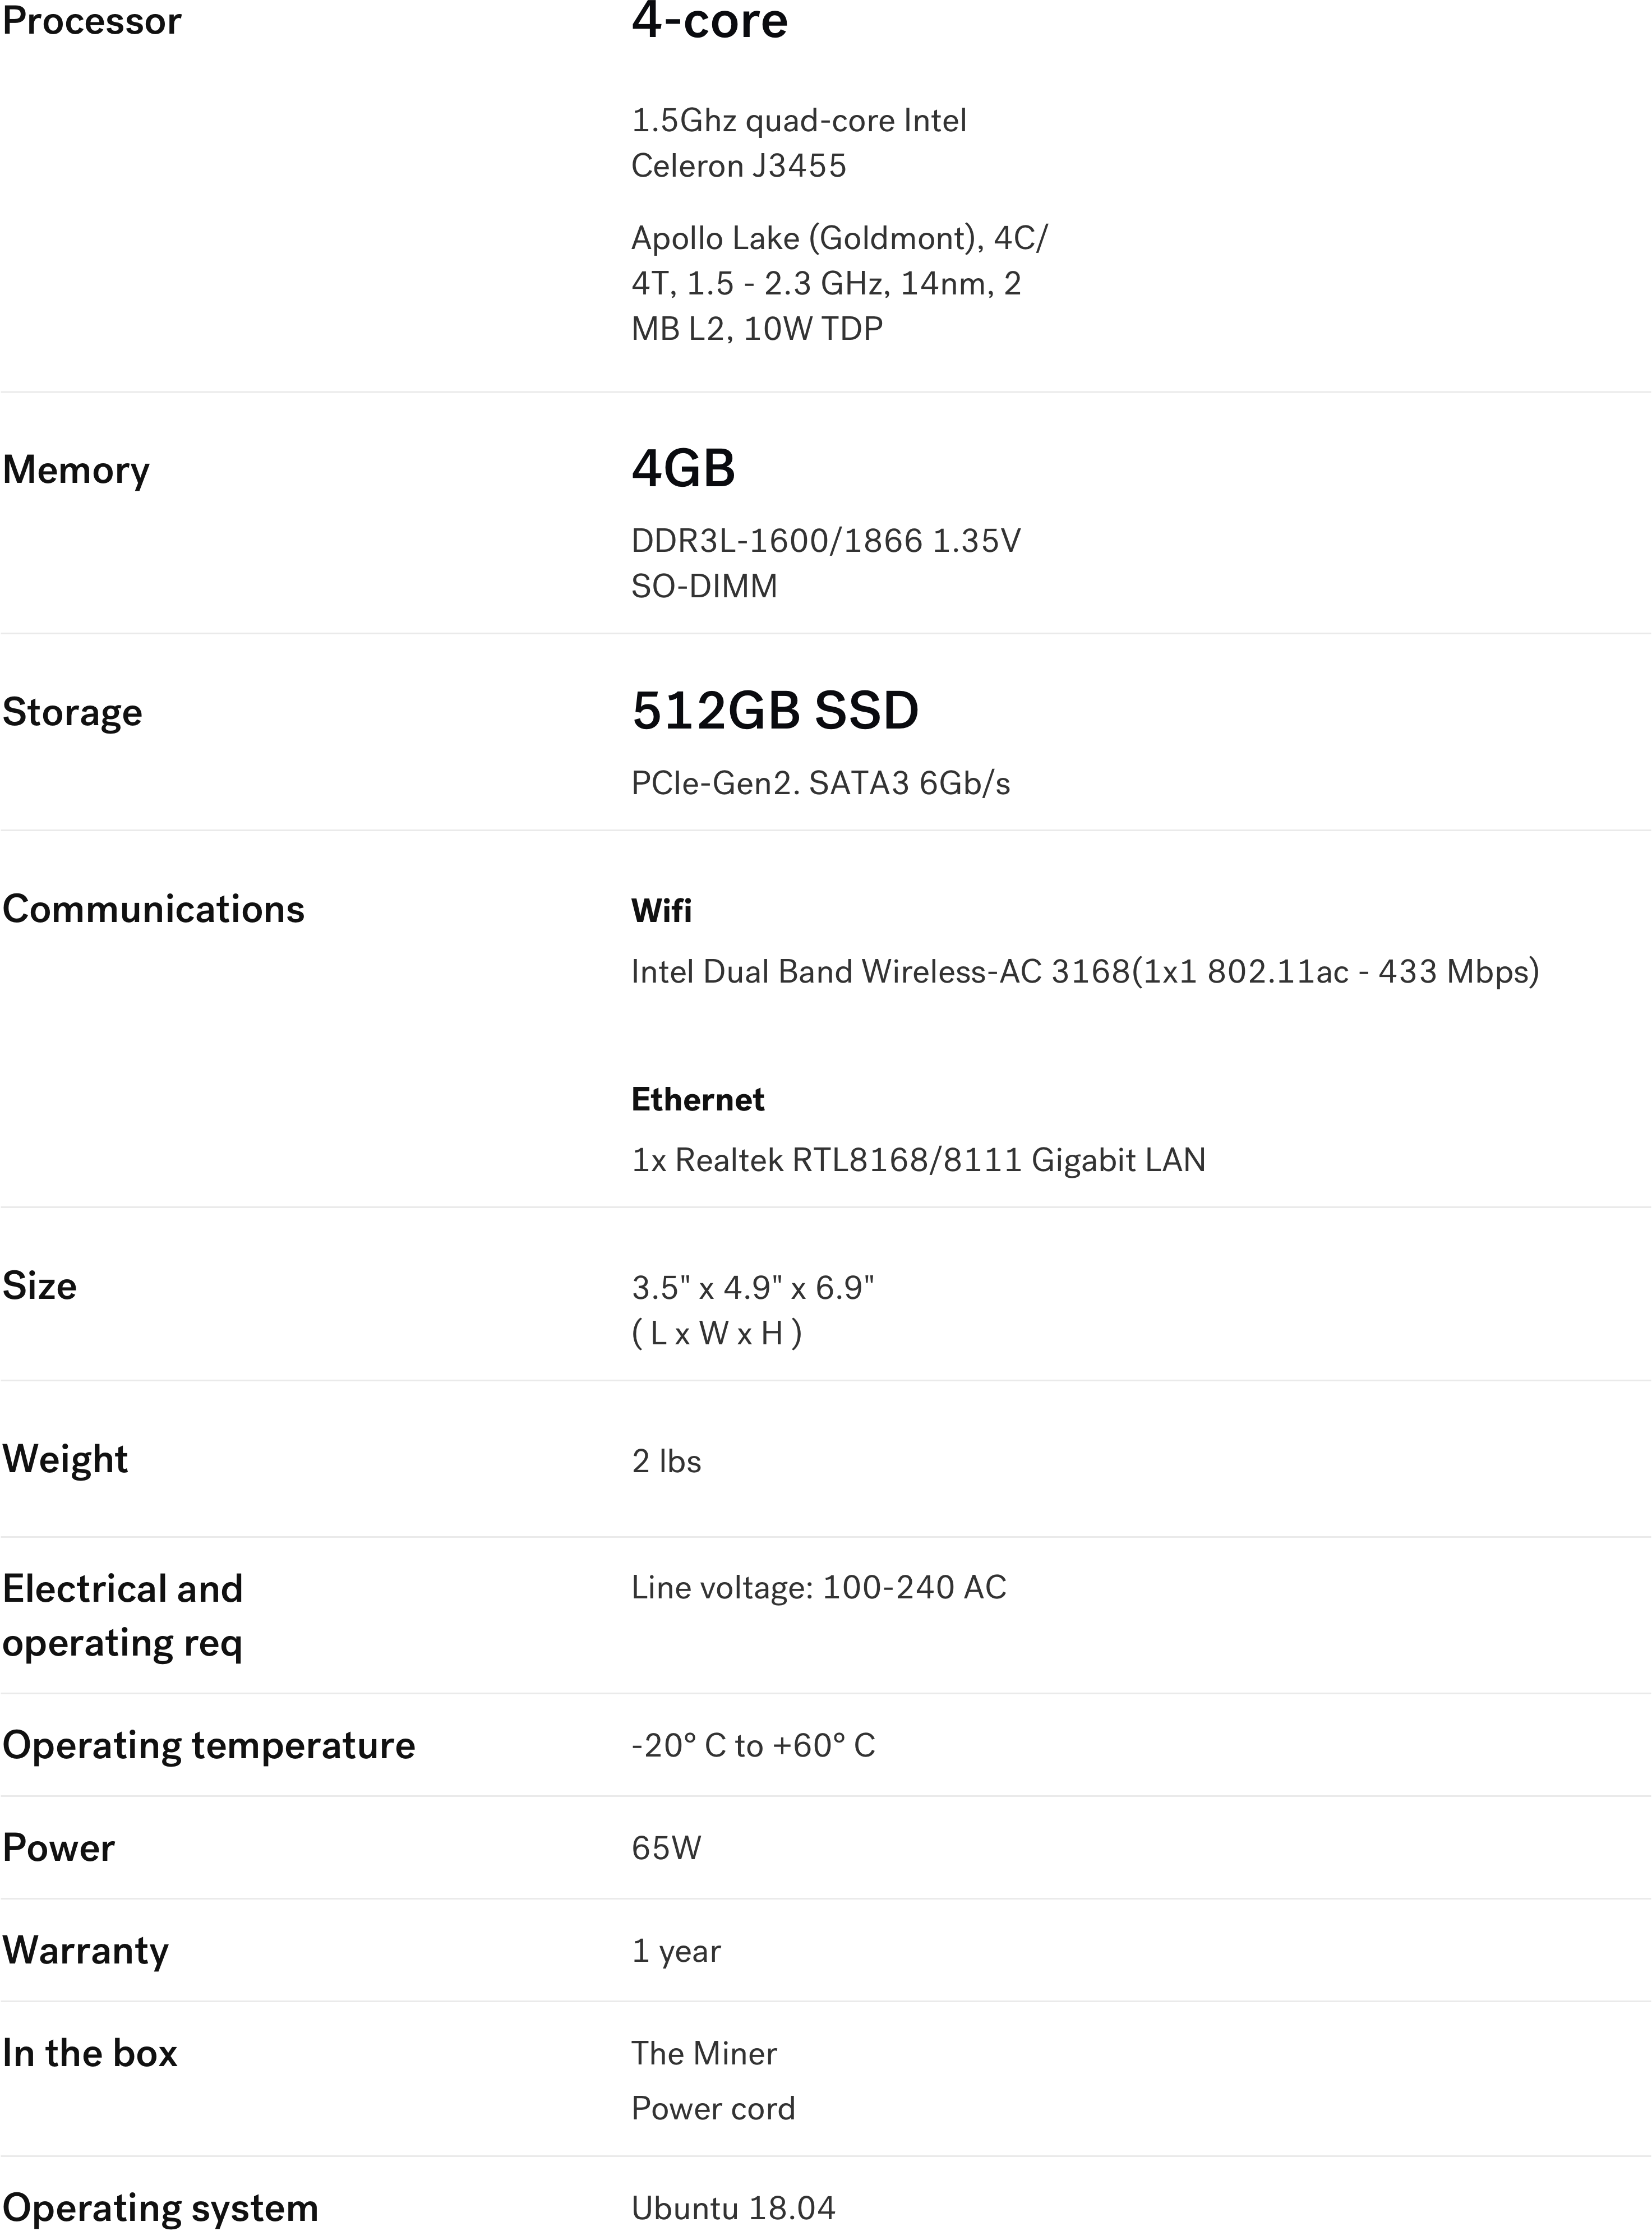 Processor
4-core
1.5Ghz quad-core Intel
Celeron J3455
Apollo Lake (Goldmont), 4C/
4T, 1.5 - 2.3 GHz, 14nm, 2
MB L2, 10W TDP
Memory
4GB
DDR3L-1600/1866 1.35V
SO-DIMM
Storage
512GB SSD
PCIe-Gen2. SATA3 6Gb/s
Communications
Wifi
Intel Dual Band Wireless-AC 3168(1x1 802.11ac - 433 Mbps)
Ethernet
1x Realtek RTL8168/8111 Gigabit LAN
Size
3.5" x 4.9" x 6.9"
( L x W x H )
Weight
2 lbs
Electrical and
operating req
Line voltage: 100-240 AC
Operating temperature
-20° C to +60° C
Power
65W
Warranty
1 year
In the box
The Miner
Power cord
Operating system
Ubuntu 18.04